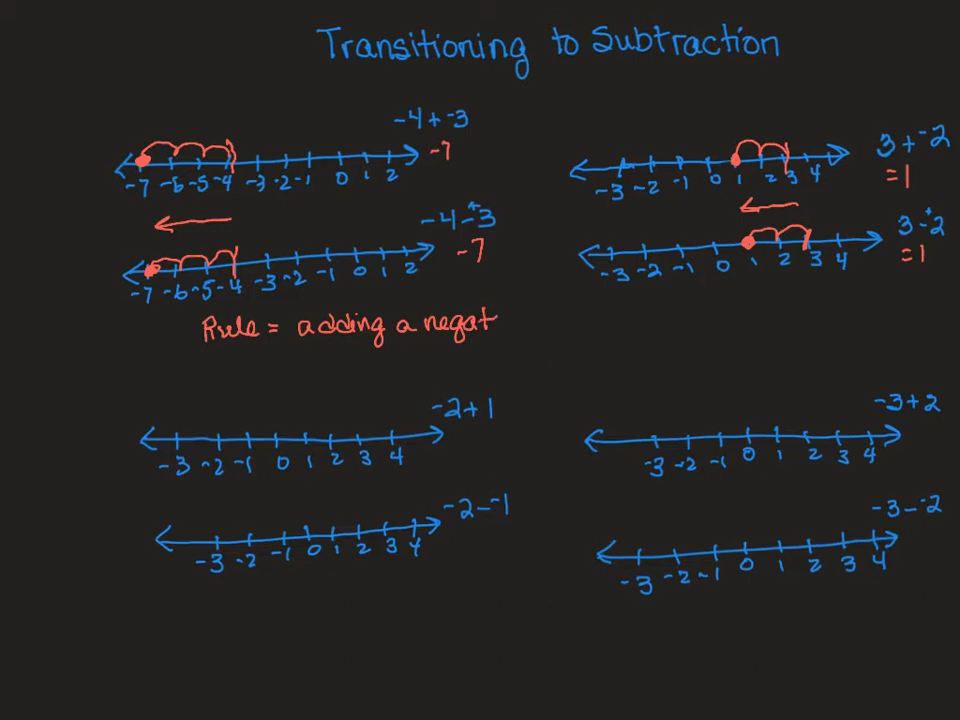 Transitioning to Subtraction
-4 + -3
-7
-7 -6 -5 -4 -3 -2 -1 0 1 2
3 + -2
= 1
-3 -2 -1 0 1 2 3 4
-4 - +3
-7
-7 -6 -5 -4 -3 -2 -1 0 1 2
3 - +2
= 1
-3 -2 -1 0 1 2 3 4
Rule = adding a negat
-2 + 1
-3 -2 -1 0 1 2 3 4
-3 + 2
-3 -2 -1 0 1 2 3 4
-2 - -1
-3 -2 -1 0 1 2 3 4
-3 - -2
-3 -2 -1 0 1 2 3 4